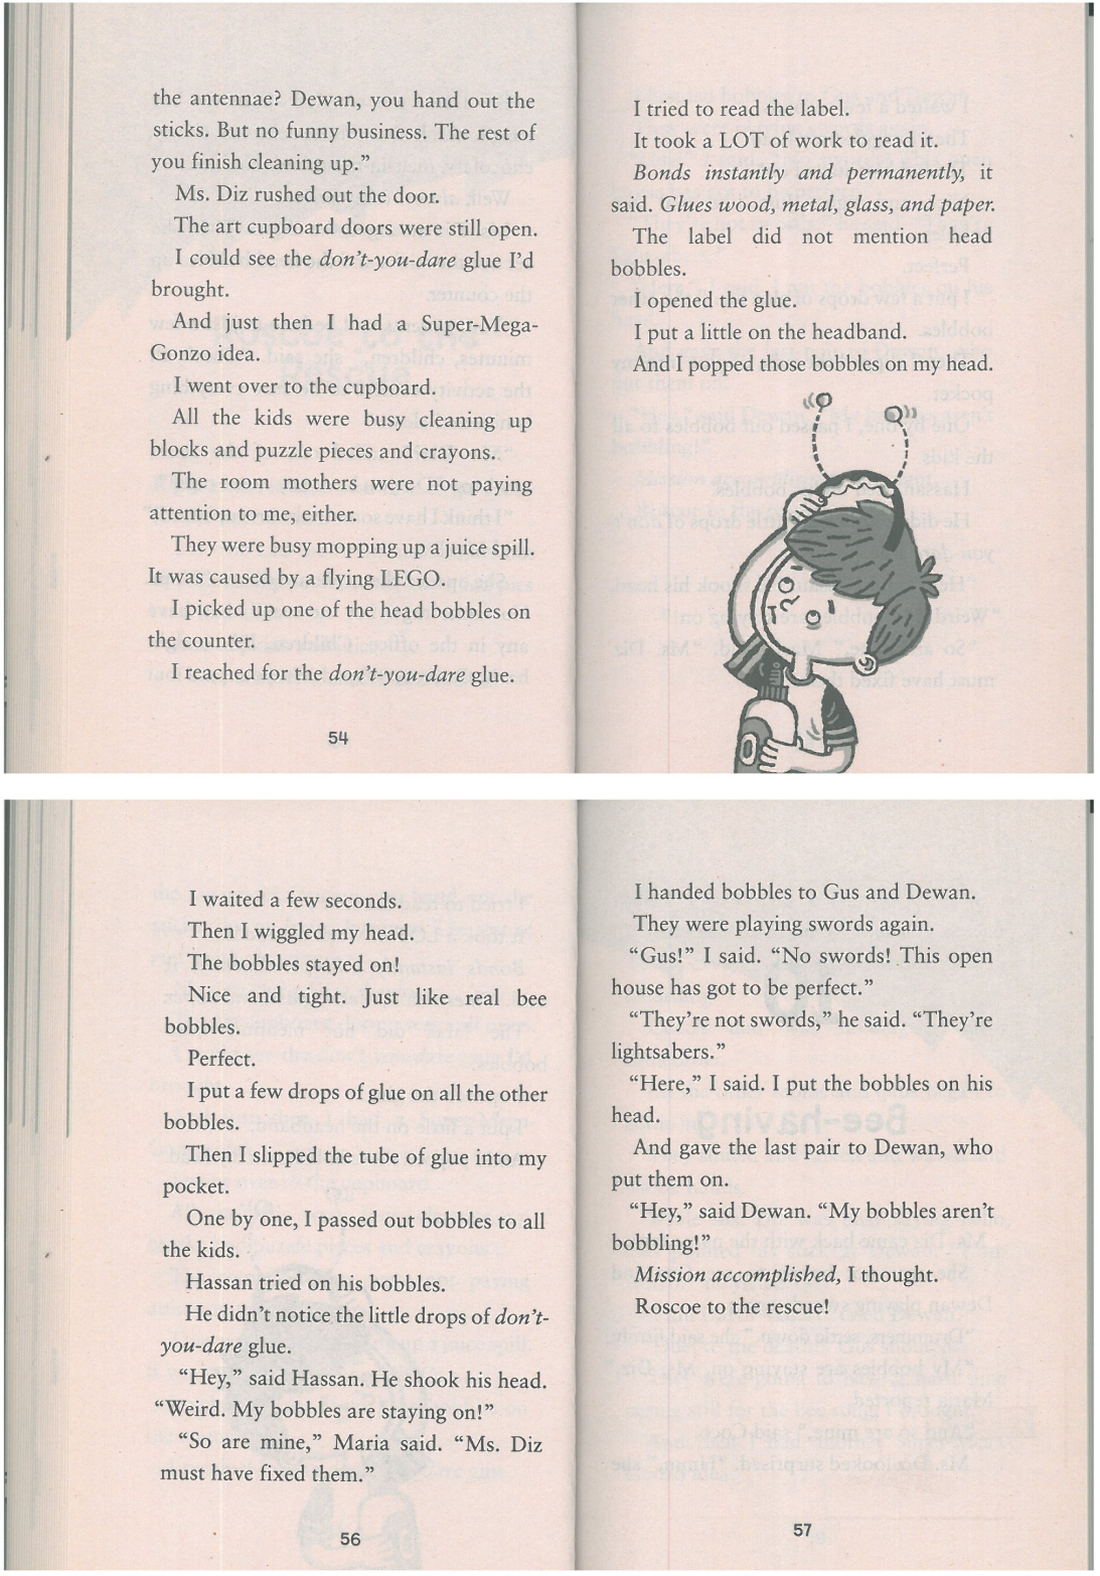 the antennae? Dewan, you hand out the
sticks. But no funny business. The rest of
you finish cleaning up.”
Ms. Diz rushed out the door.
The art cupboard doors were still open.
I could see the don’t-you-dare glue I’d
brought.
And just then I had a Super-Mega-
Gonzo idea.
I went over to the cupboard.
All the kids were busy cleaning up
blocks and puzzle pieces and crayons.
The room mothers were not paying
attention to me, either.
They were busy mopping up a juice spill.
It was caused by a flying LEGO.
I picked up one of the head bobbles on
the counter.
I reached for the don’t-you-dare glue.
54
I tried to read the label.
It took a LOT of work to read it.
Bonds instantly and permanently, it
said. Glues wood, metal, glass, and paper.
The label did not mention head
bobbles.
I opened the glue.
I put a little on the headband.
And I popped those bobbles on my head.
I waited a few seconds.
Then I wiggled my head.
The bobbles stayed on!
Nice and tight. Just like real bee
bobbles.
Perfect.
I put a few drops of glue on all the other
bobbles.
Then I slipped the tube of glue into my
pocket.
One by one, I passed out bobbles to all
the kids.
Hassan tried on his bobbles.
He didn’t notice the little drops of don’t-
you-dare glue.
“Hey,” said Hassan. He shook his head.
“Weird. My bobbles are staying on!”
“So are mine,” Maria said. “Ms. Diz
must have fixed them.”
56
I handed bobbles to Gus and Dewan.
They were playing swords again.
“Gus!” I said. “No swords! This open
house has got to be perfect.”
“They’re not swords,” he said. “They’re
lightsabers.”
“Here,” I said. I put the bobbles on his
head.
And gave the last pair to Dewan, who
put them on.
“Hey,” said Dewan. “My bobbles aren’t
bobbling!”
Mission accomplished, I thought.
Roscoe to the rescue!
57